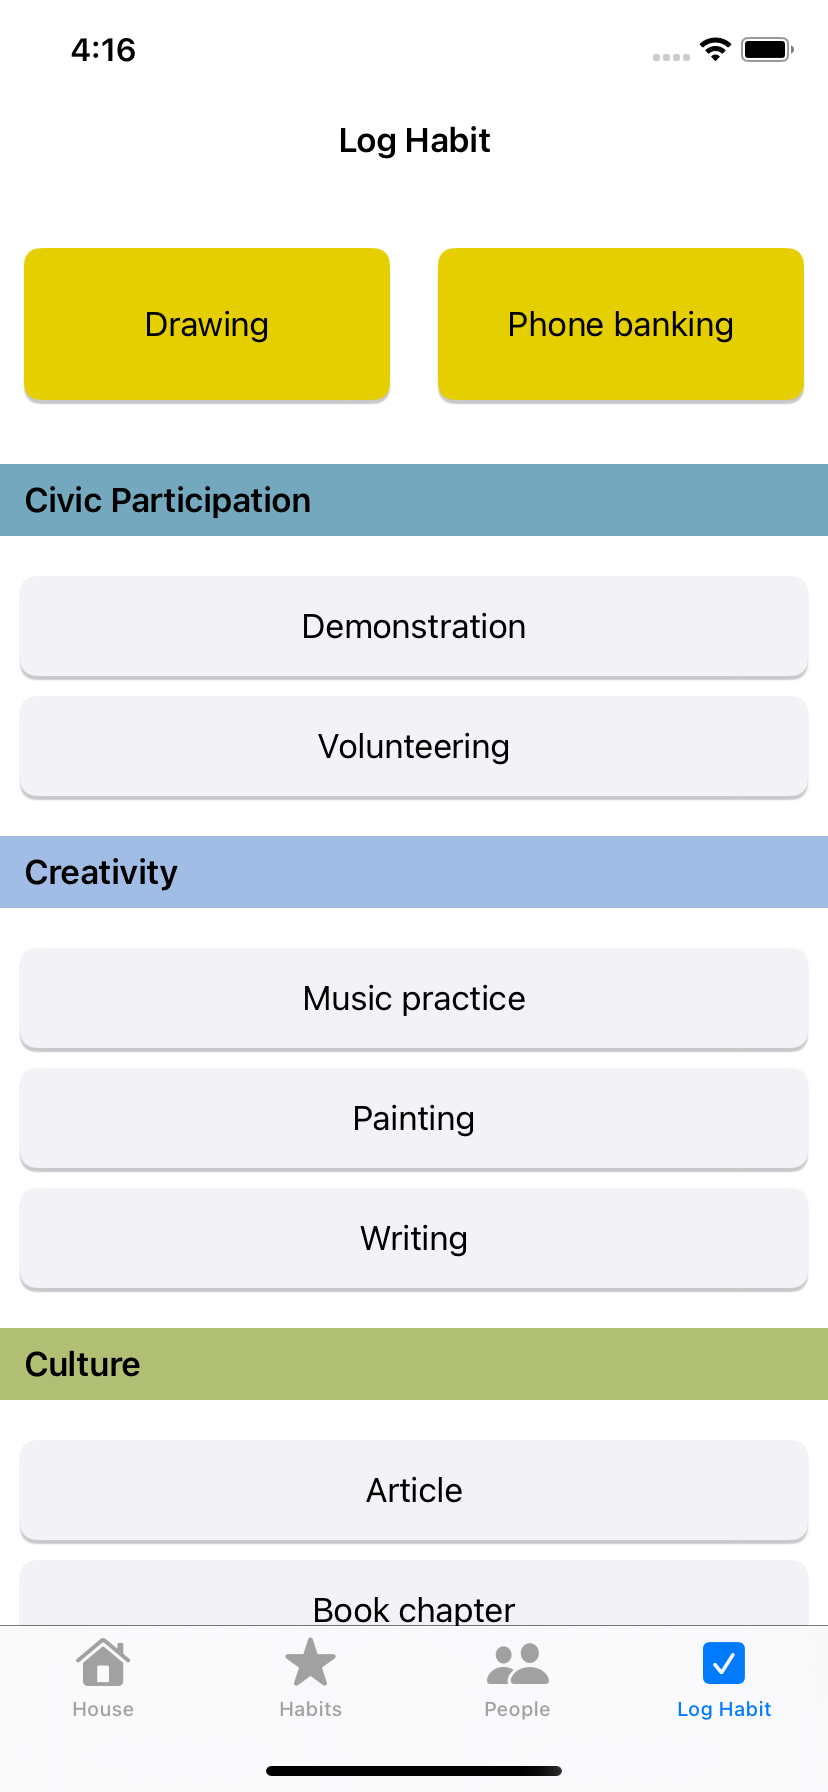 4:16
Log Habit
Drawing
Phone banking
Civic Participation
Demonstration
Volunteering
Creativity
Music practice
Painting
Writing
Culture
Article
Book chapter
House
Habits
People
Log Habit